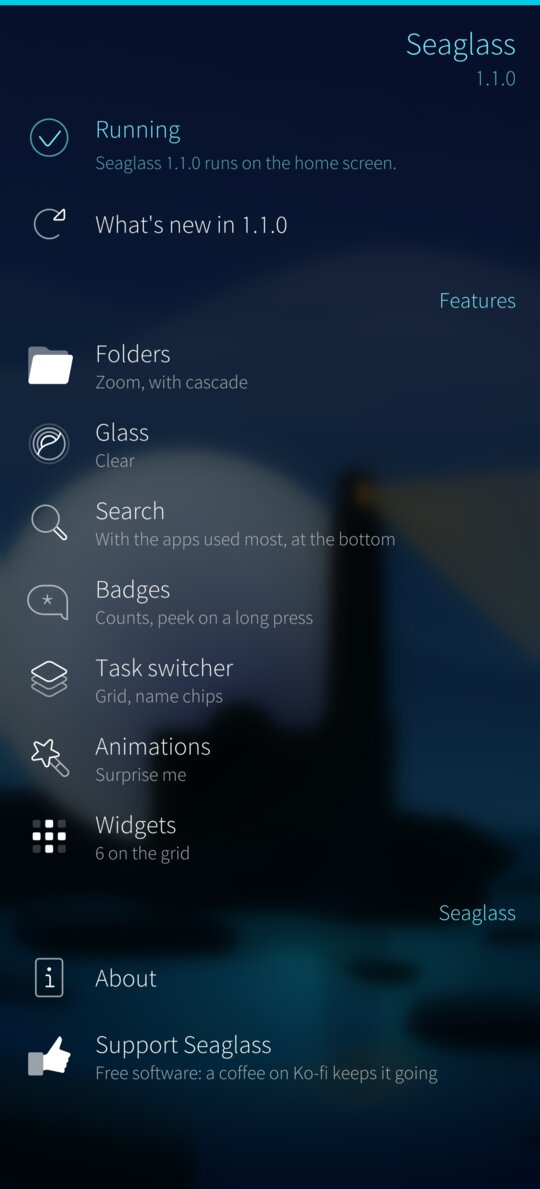 Seaglass
1.1.0
Running
Seaglass 1.1.0 runs on the home screen.
What's new in 1.1.0
Features
Folders
Zoom, with cascade
Glass
Clear
Search
With the apps used most, at the bottom
Badges
Counts, peek on a long press
Task switcher
Grid, name chips
Animations
Surprise me
Widgets
6 on the grid
Seaglass
About
Support Seaglass
Free software: a coffee on Ko-fi keeps it going